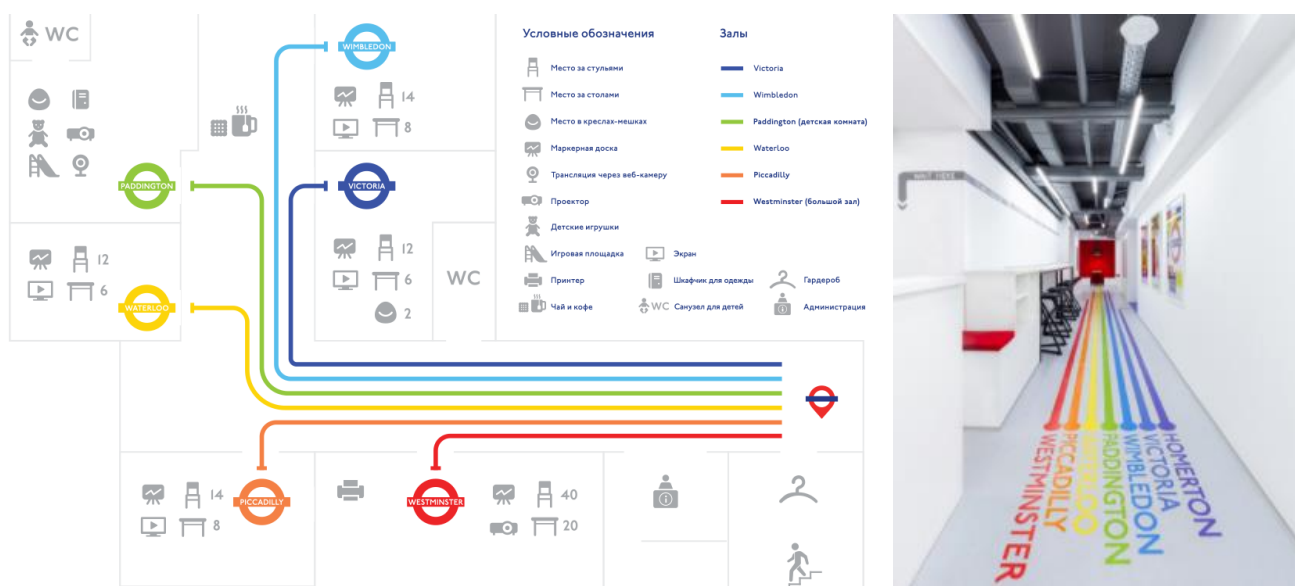 WC
WIMBLEDON
14
8
PADDINGTON
VICTORIA
12
6
2
WC
12
6
WATERLOO
14
8
PICCADILLY
WESTMINSTER
40
20
Условные обозначения
Место за стульями
Место за столами
Место в креслах-мешках
Маркерная доска
Трансляция через веб-камеру
Проектор
Детские игрушки
Игровая площадка
Экран
Принтер
Шкафчик для одежды
Гардероб
Чай и кофе
WC
Санузел для детей
Администрация
Залы
Victoria
Wimbledon
Paddington (детская комната)
Waterloo
Piccadilly
Westminster (большой зал)
WAIT HERE
WESTMINSTER
PICCADILLY
WATERLOO
PADDINGTON
WIMBLEDON
VICTORIA
HOMERTON